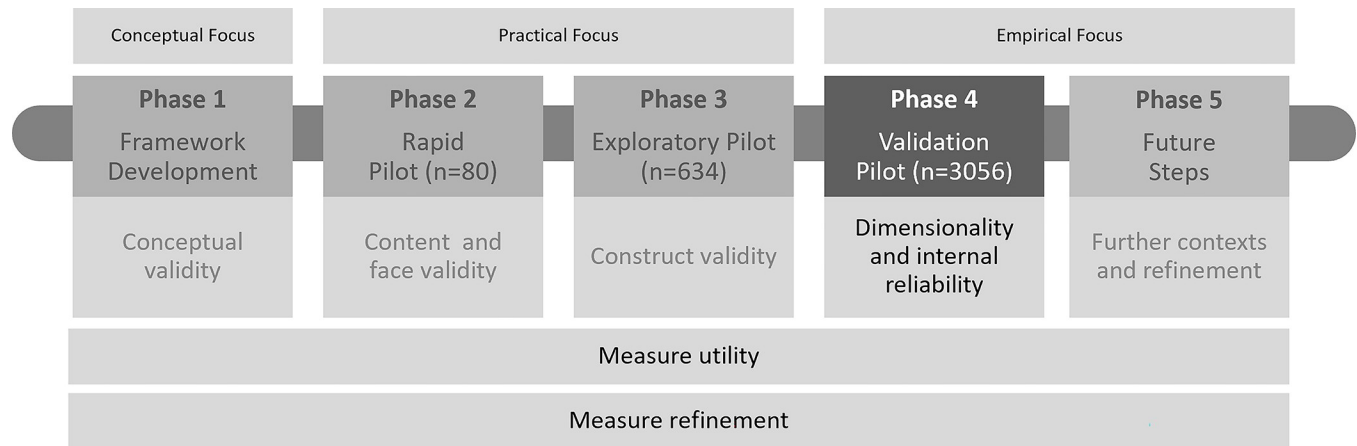 Conceptual Focus
Practical Focus
Empirical Focus
Phase 1
Framework
Development
Conceptual
validity
Phase 2
Rapid
Pilot (n=80)
Content and
face validity
Phase 3
Exploratory Pilot
(n=634)
Construct validity
Phase 4
Validation
Pilot (n=3056)
Dimensionality
and internal
reliability
Phase 5
Future
Steps
Further contexts
and refinement
Measure utility
Measure refinement